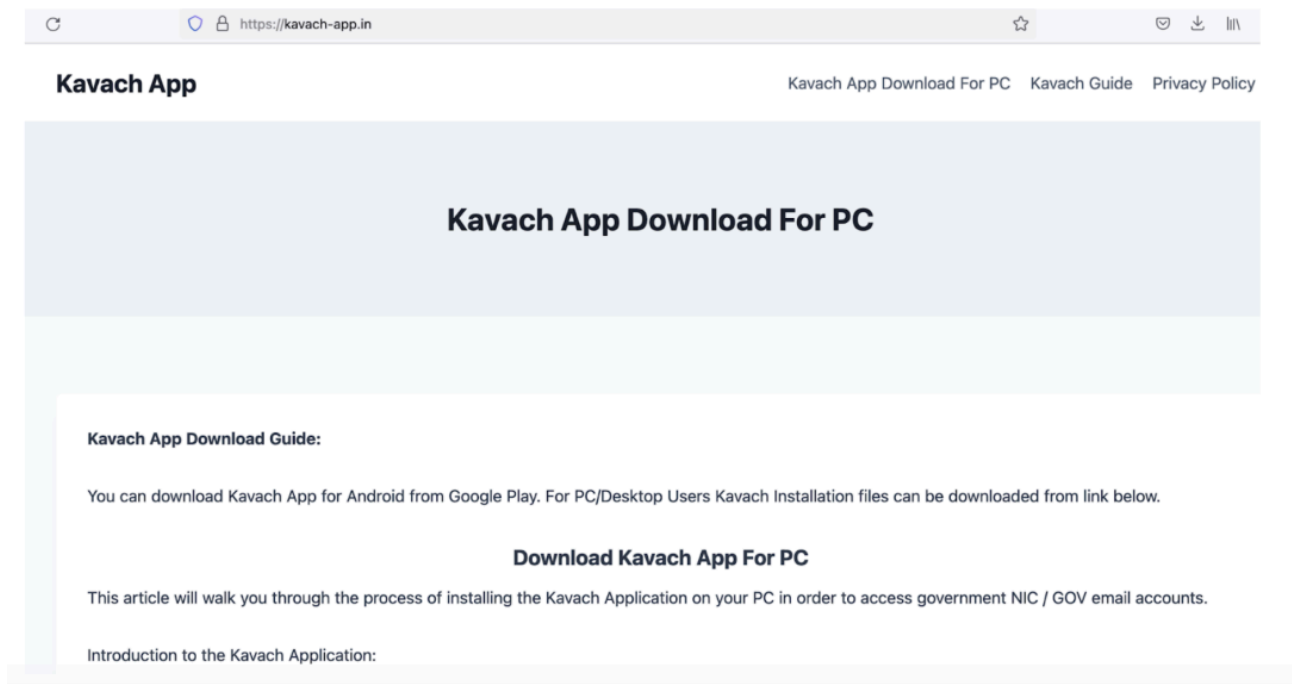 https://kavach-app.in
Kavach App
Kavach App Download For PC Kavach Guide Privacy Policy
Kavach App Download For PC
Kavach App Download Guide:
You can download Kavach App for Android from Google Play. For PC/Desktop Users Kavach Installation files can be downloaded from link below.
Download Kavach App For PC
This article will walk you through the process of installing the Kavach Application on your PC in order to access government NIC / GOV email accounts.
Introduction to the Kavach Application: